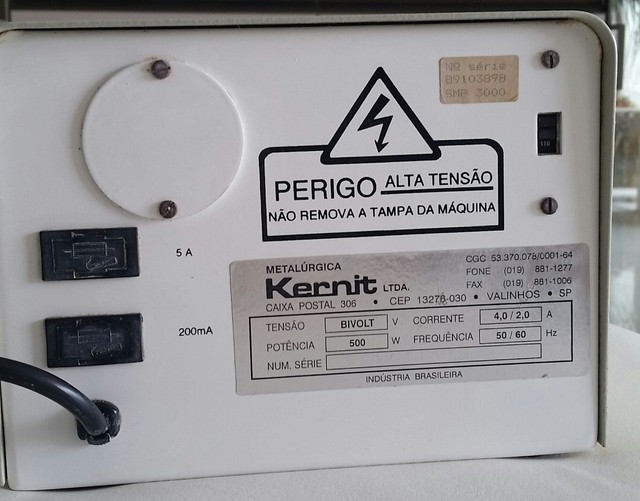 NR série
89103898
SMP 3000
110
PERIGO ALTA TENSÃO
NÃO REMOVA A TAMPA DA MÁQUINA
5 A
200mA
METALÚRGICA
Kernit LTDA.
CGC 53.370.078/0001-64
FONE (019) 881-1277
FAX (019) 881-1006
CAIXA POSTAL 306 • CEP 13276-030 • VALINHOS • SP
TENSÃO BIVOLT V CORRENTE 4,0 / 2,0 A
POTÊNCIA 500 W FREQUÊNCIA 50 / 60 Hz
NUM. SÉRIE
INDÚSTRIA BRASILEIRA